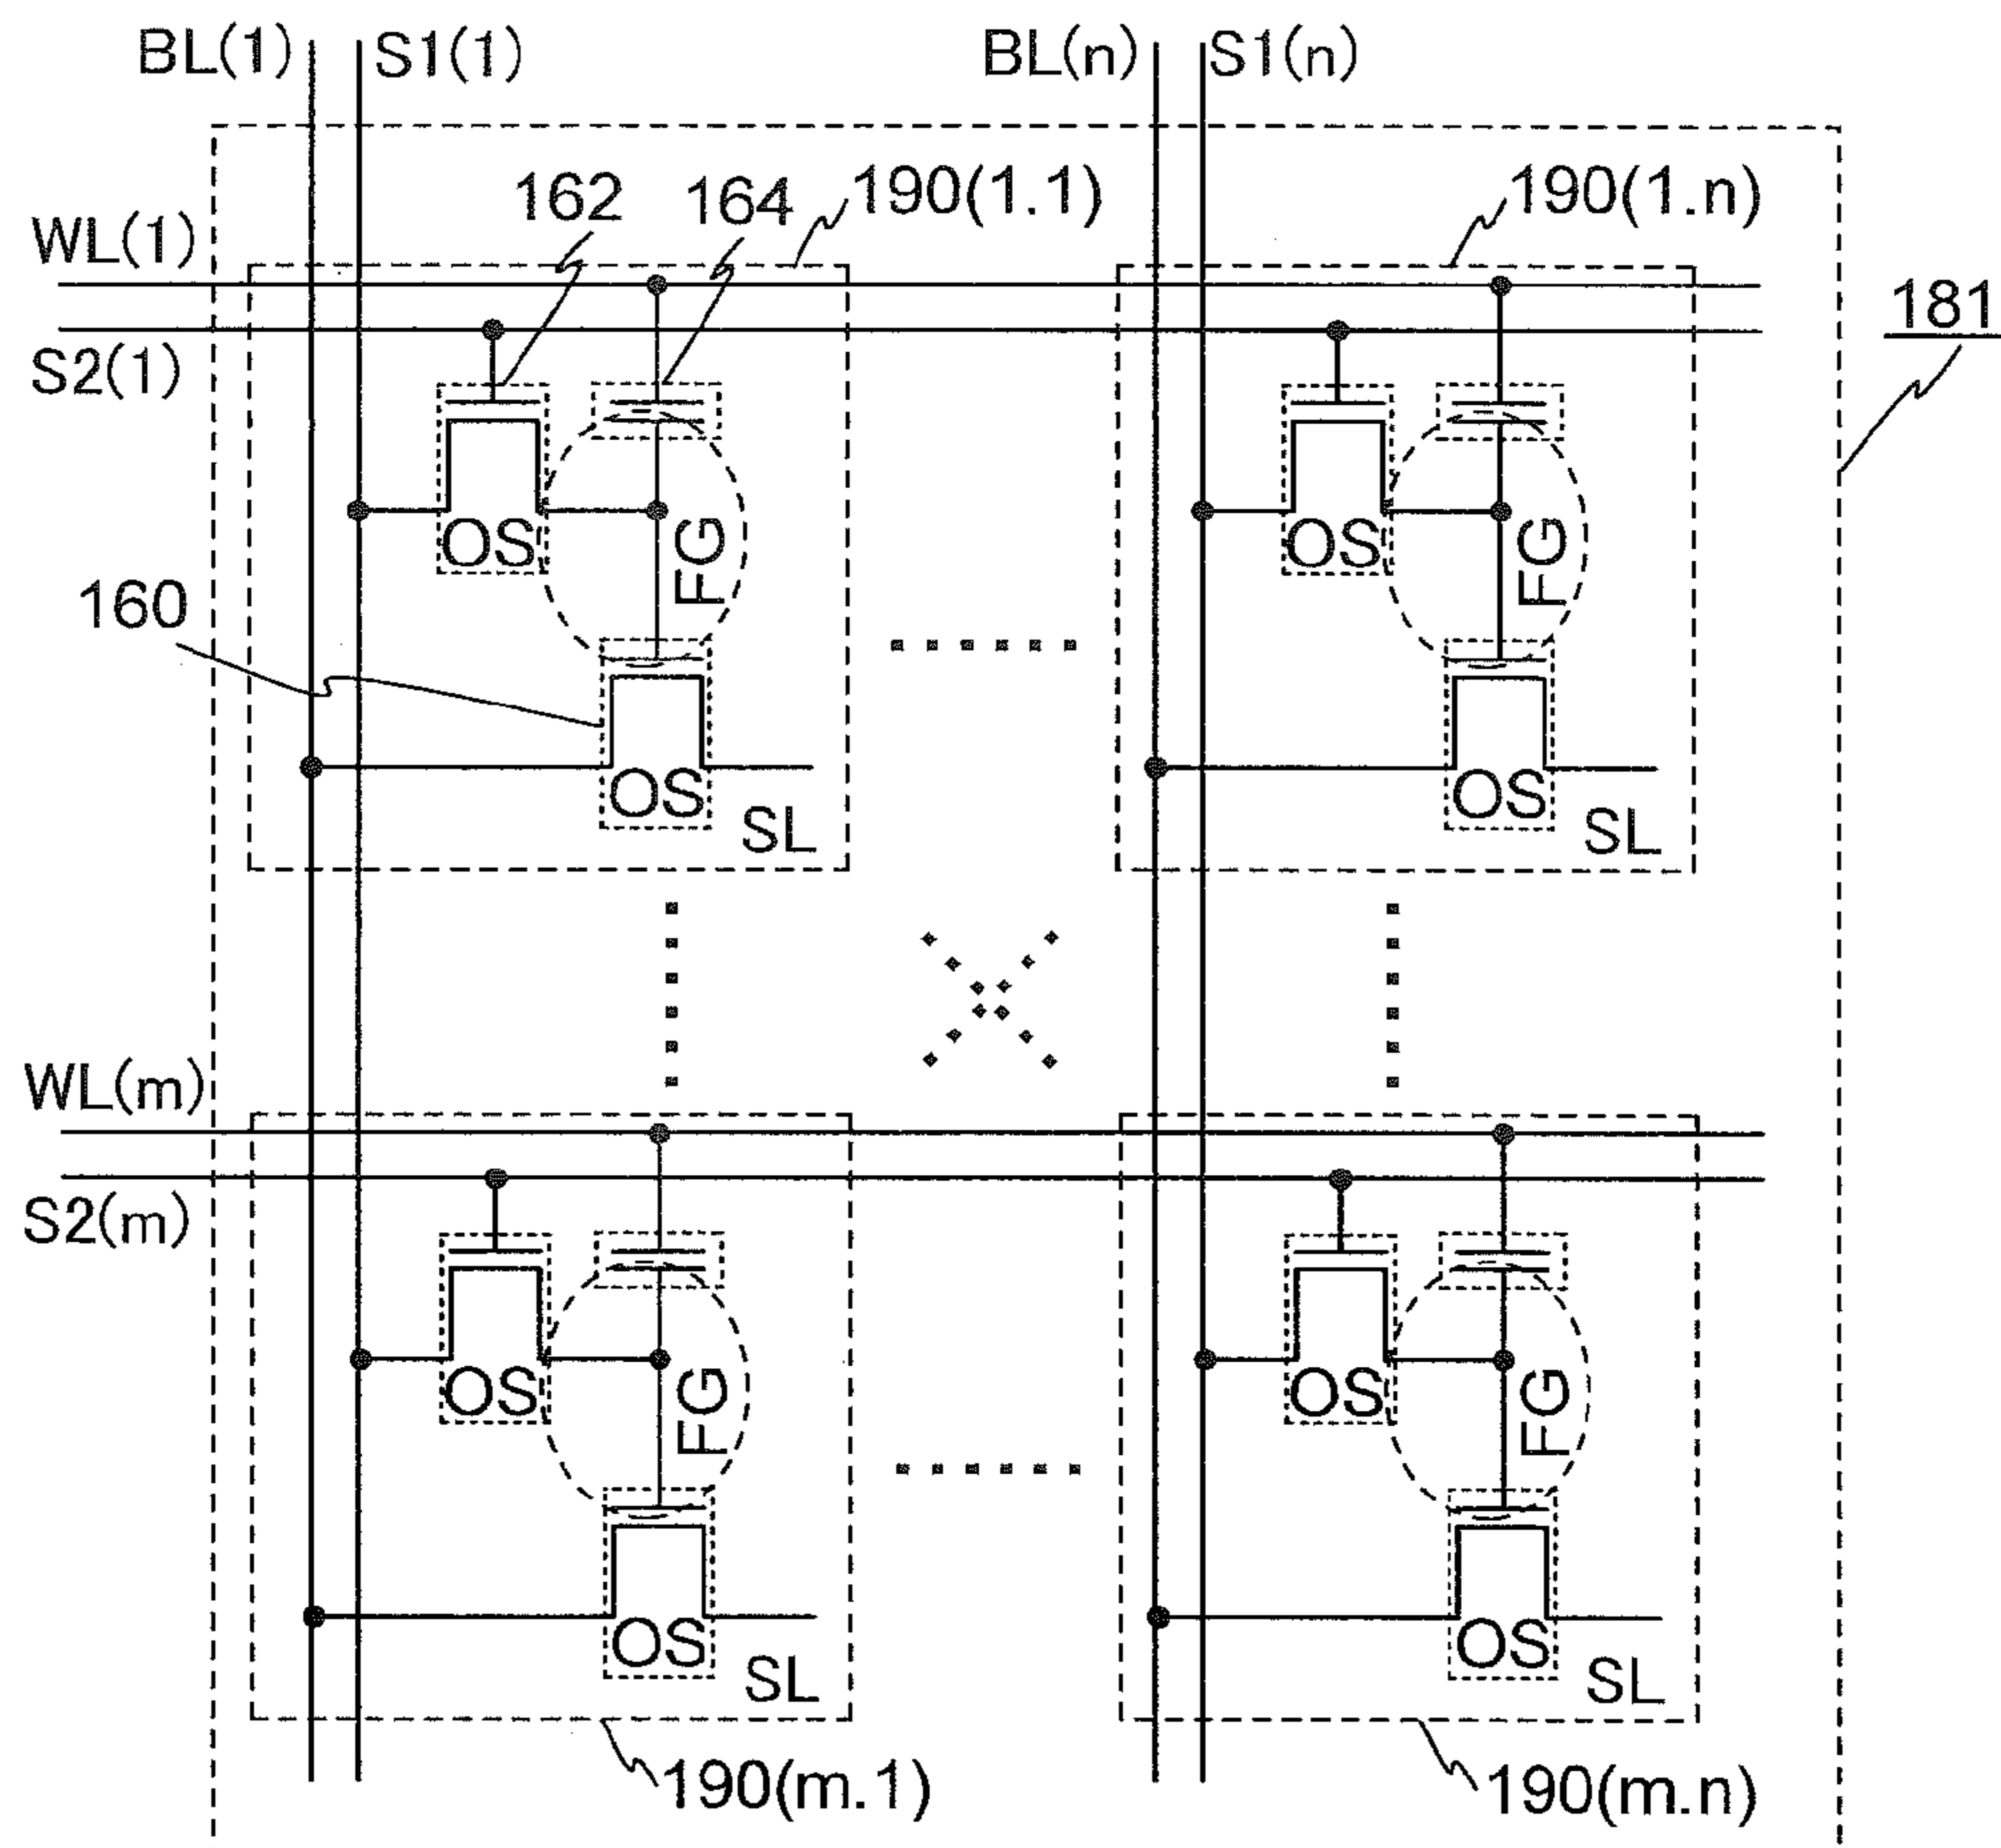 BL(1) S1(1) BL(n) S1(n)
162 164 190(1.1) 190(1.n)
WL(1)
181
S2(1)
OS FG OS FG
160
OS SL OS SL
WL(m)
S2(m)
OS FG OS FG
OS SL OS SL
190(m.1) 190(m.n)